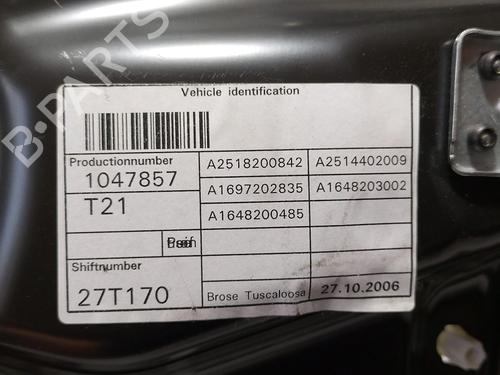 B-PARTS
Vehicle identification
Productionnumber
1047857
T21
Shiftnumber
27T170
A2518200842 A2514402009
A1697202835 A1648203002
A1648200485
Brose Tuscaloosa 27.10.2006